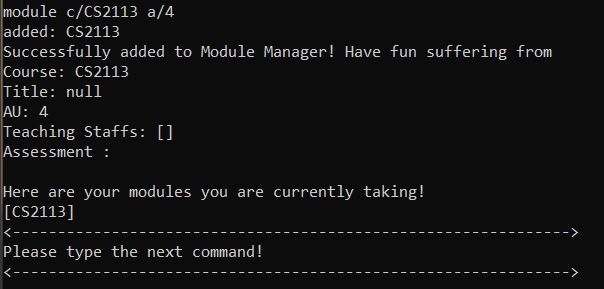 module c/CS2113 a/4
added: CS2113
Successfully added to Module Manager! Have fun suffering from
Course: CS2113
Title: null
AU: 4
Teaching Staffs: []
Assessment :
Here are your modules you are currently taking!
[CS2113]
<--------------------------------------------------------------->
Please type the next command!
<--------------------------------------------------------------->